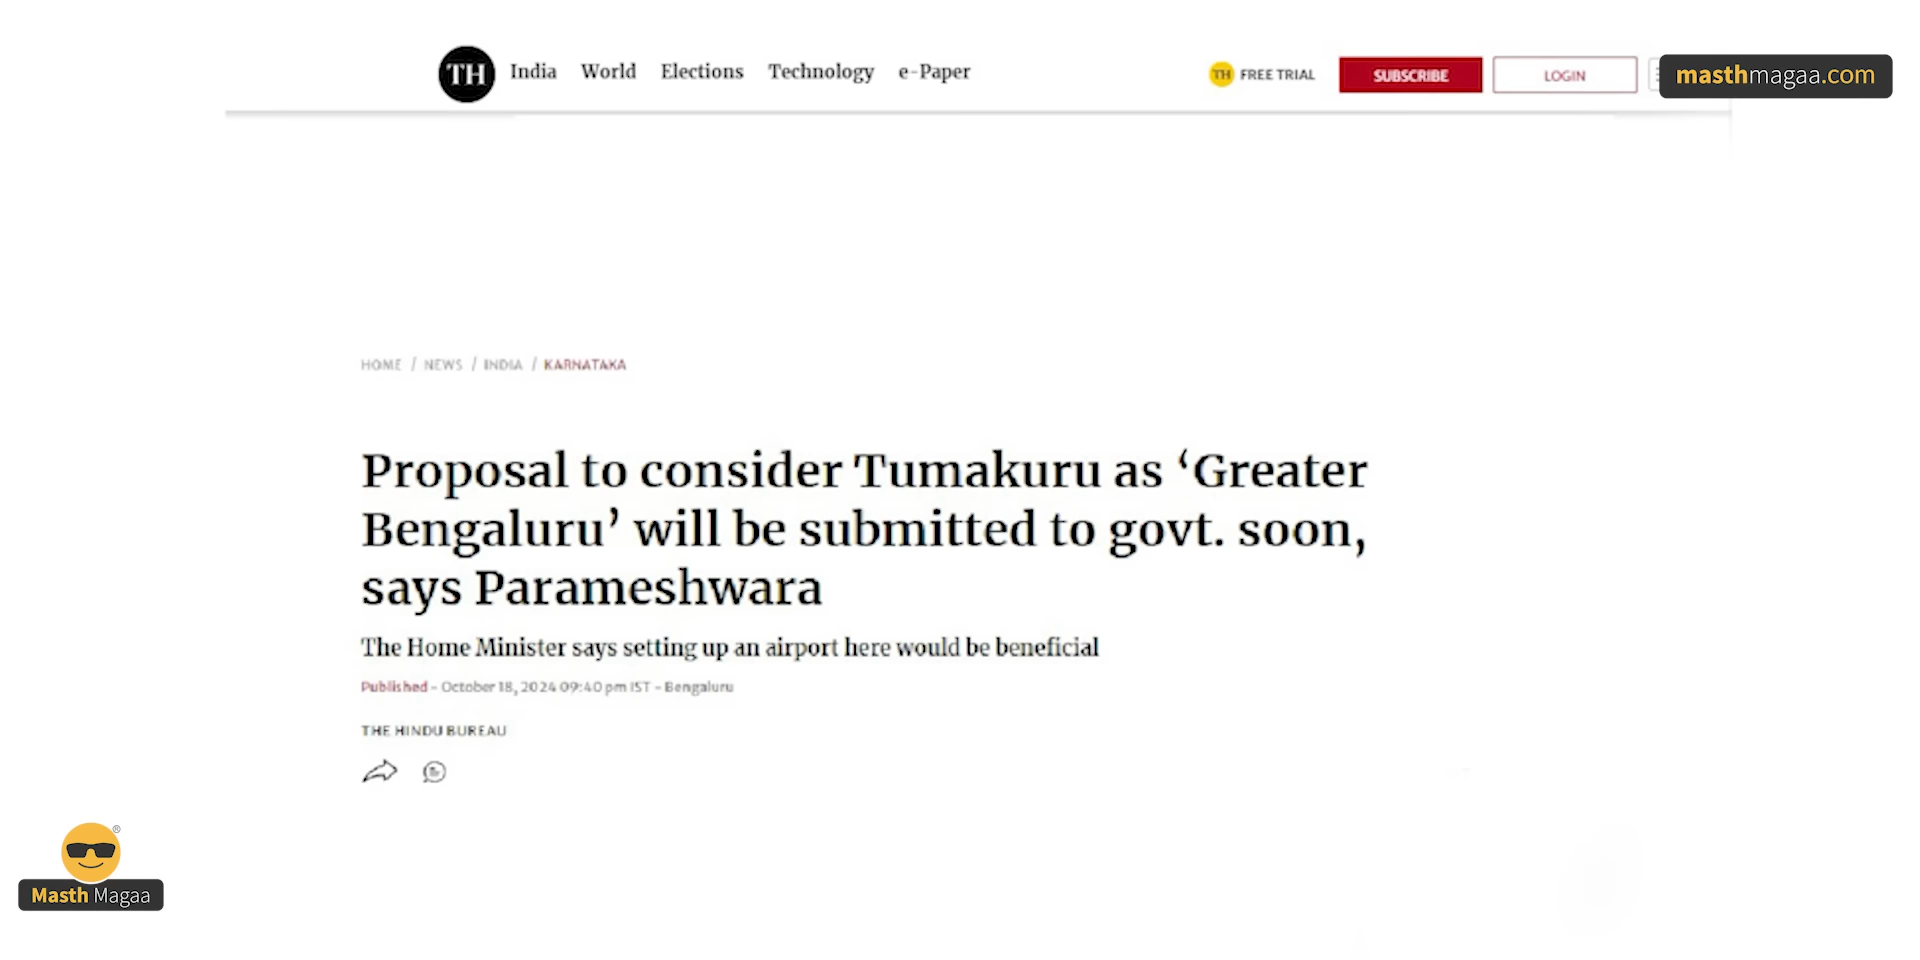 TH India World Elections Technology e-Paper TH FREE TRIAL SUBSCRIBE LOGIN masthmagaa.com
HOME / NEWS / INDIA / KARNATAKA
Proposal to consider Tumakuru as ‘Greater
Bengaluru’ will be submitted to govt. soon,
says Parameshwara
The Home Minister says setting up an airport here would be beneficial
Published - October 18, 2024 09:40 pm IST - Bengaluru
THE HINDU BUREAU
®
Masth Magaa